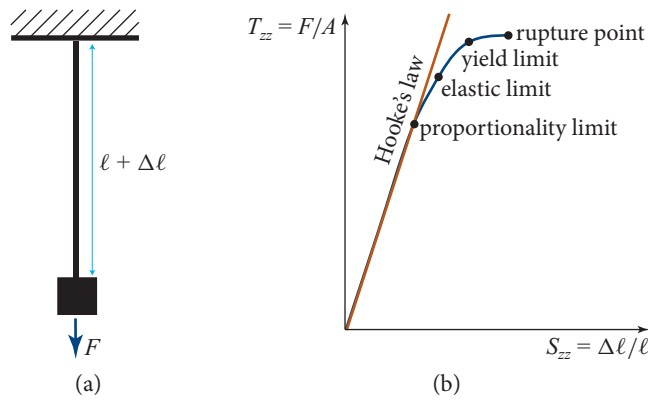 T_zz = F/A
rupture point
yield limit
elastic limit
Hooke's law
proportionality limit
ℓ + Δℓ
F
S_zz = Δℓ/ℓ
(a)
(b)